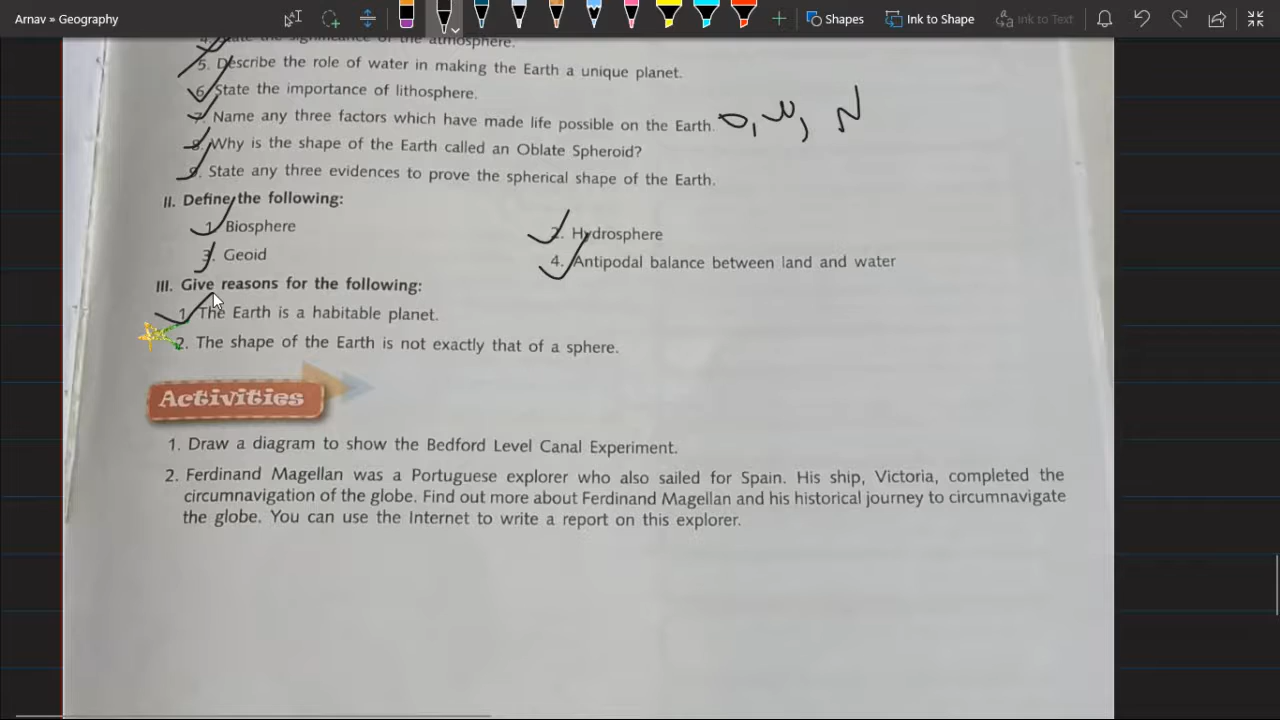 Arnav » Geography
Shapes
Ink to Shape
Ink to Text
State the significance of the atmosphere.
5. Describe the role of water in making the Earth a unique planet.
6. State the importance of lithosphere.
7. Name any three factors which have made life possible on the Earth.
8. Why is the shape of the Earth called an Oblate Spheroid?
9. State any three evidences to prove the spherical shape of the Earth.
II. Define the following:
1. Biosphere
2. Hydrosphere
3. Geoid
4. Antipodal balance between land and water
III. Give reasons for the following:
1. The Earth is a habitable planet.
2. The shape of the Earth is not exactly that of a sphere.
Activities
1. Draw a diagram to show the Bedford Level Canal Experiment.
2. Ferdinand Magellan was a Portuguese explorer who also sailed for Spain. His ship, Victoria, completed the
circumnavigation of the globe. Find out more about Ferdinand Magellan and his historical journey to circumnavigate
the globe. You can use the Internet to write a report on this explorer.